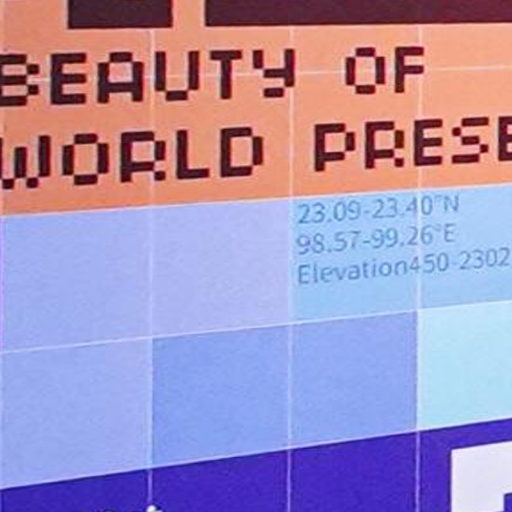 BEAUTY OF
WORLD PRESE
23.09-23.40°N
98.57-99.26°E
Elevation450-2302